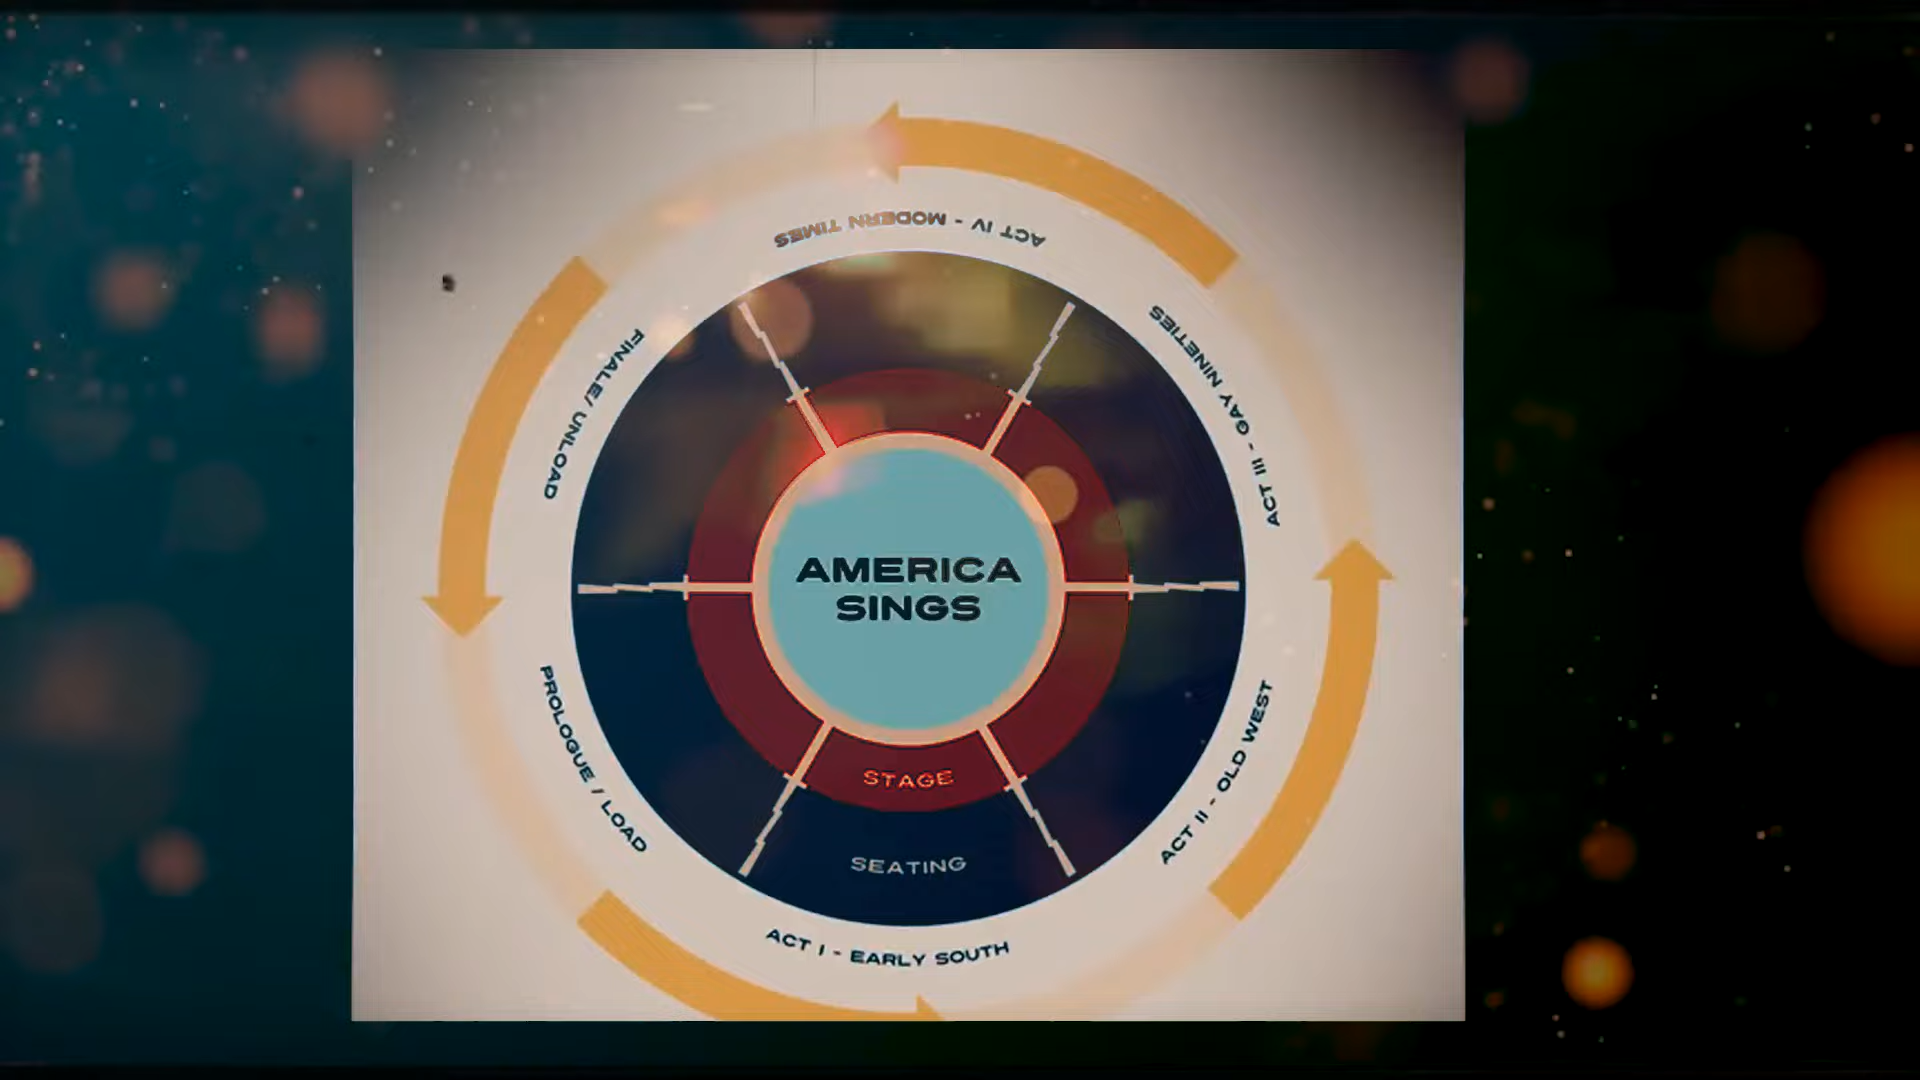 AMERICA
SINGS
STAGE
SEATING
PROLOGUE / LOAD
ACT I - EARLY SOUTH
ACT II - OLD WEST
ACT III - GAY NINETIES
ACT IV - MODERN TIMES
FINALE/ UNLOAD